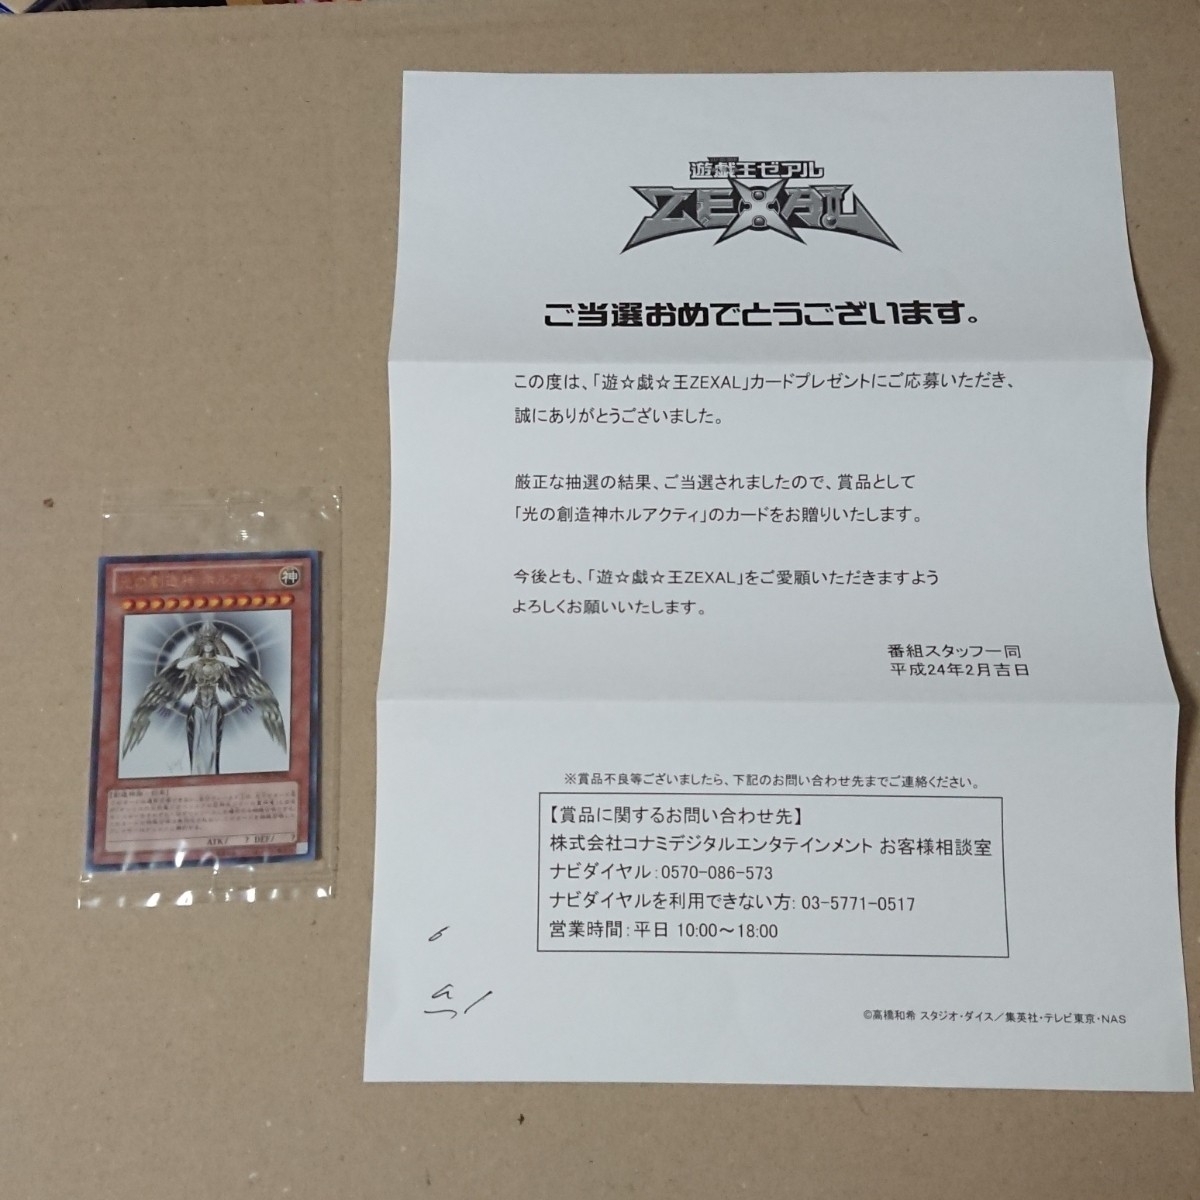 光の創造神 ホルアクティ
神
ATK/ ? DEF/ ?
遊戯王ゼアル
ZEXAL
ご当選おめでとうございます。
この度は、「遊☆戯☆王ZEXAL」カードプレゼントにご応募いただき、
誠にありがとうございました。
厳正な抽選の結果、ご当選されましたので、賞品として
「光の創造神ホルアクティ」のカードをお贈りいたします。
今後とも、「遊☆戯☆王ZEXAL」をご愛顧いただきますよう
よろしくお願いいたします。
番組スタッフ一同
平成24年2月吉日
※賞品不良等ございましたら、下記のお問い合わせ先までご連絡ください。
【賞品に関するお問い合わせ先】
株式会社コナミデジタルエンタテインメント お客様相談室
ナビダイヤル:0570-086-573
ナビダイヤルを利用できない方: 03-5771-0517
営業時間:平日 10:00～18:00
©高橋和希 スタジオ・ダイス／集英社・テレビ東京・NAS